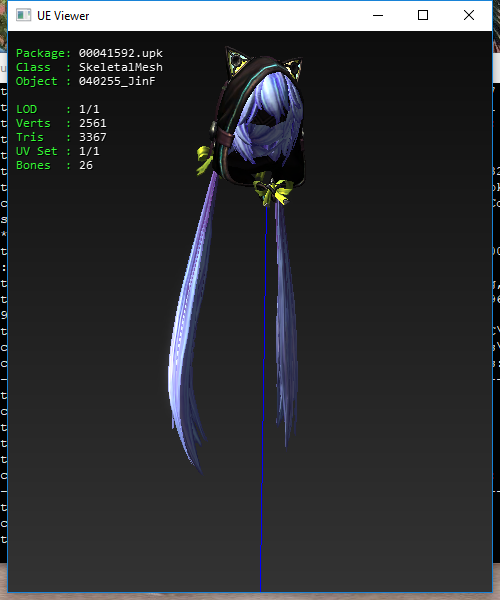 UE Viewer
Package: 00041592.upk
Class : SkeletalMesh
Object : 040255_JinF
LOD : 1/1
Verts : 2561
Tris : 3367
UV Set : 1/1
Bones : 26